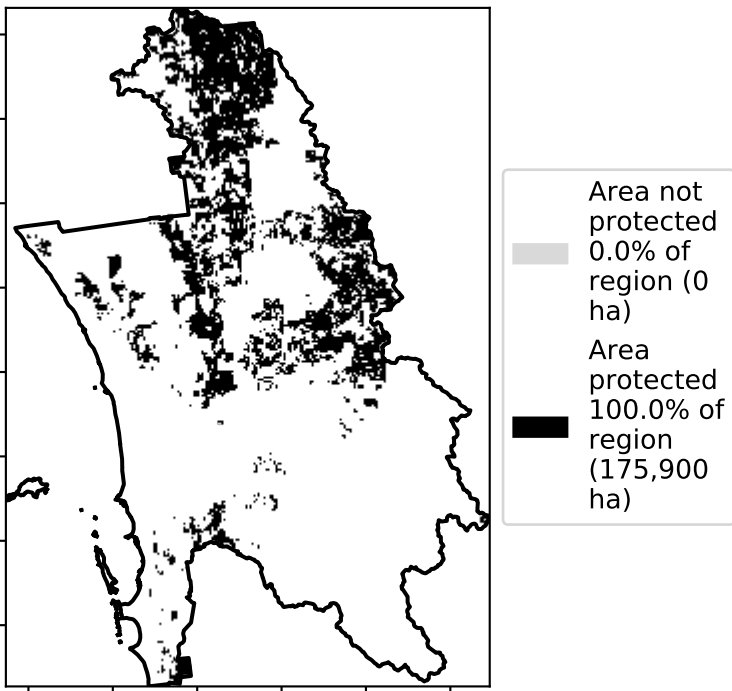 Area not
protected
0.0% of
region (0
ha)
Area
protected
100.0% of
region
(175,900
ha)